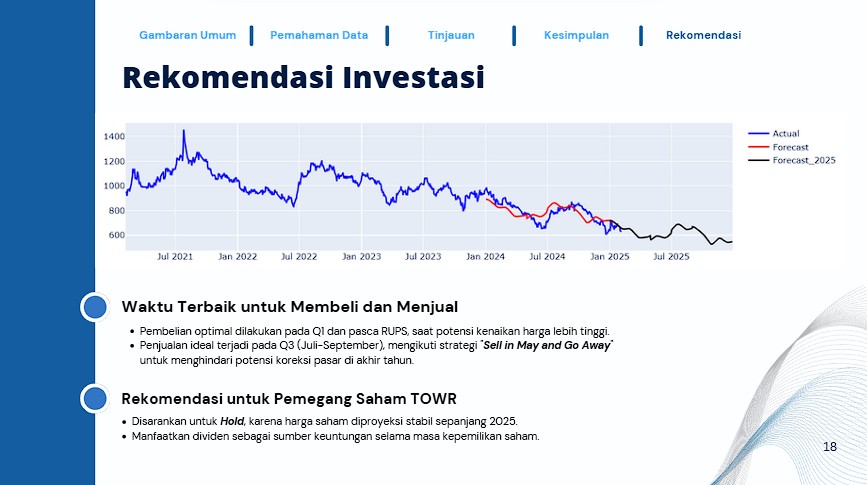 Gambaran Umum Pemahaman Data Tinjauan Kesimpulan Rekomendasi
Rekomendasi Investasi
1400
1200
1000
800
600
Jul 2021 Jan 2022 Jul 2022 Jan 2023 Jul 2023 Jan 2024 Jul 2024 Jan 2025 Jul 2025
Actual
Forecast
Forecast_2025
Waktu Terbaik untuk Membeli dan Menjual
• Pembelian optimal dilakukan pada Q1 dan pasca RUPS, saat potensi kenaikan harga lebih tinggi.
• Penjualan ideal terjadi pada Q3 (Juli-September), mengikuti strategi "Sell in May and Go Away"
untuk menghindari potensi koreksi pasar di akhir tahun.
Rekomendasi untuk Pemegang Saham TOWR
• Disarankan untuk Hold, karena harga saham diproyeksi stabil sepanjang 2025.
• Manfaatkan dividen sebagai sumber keuntungan selama masa kepemilikan saham.
18